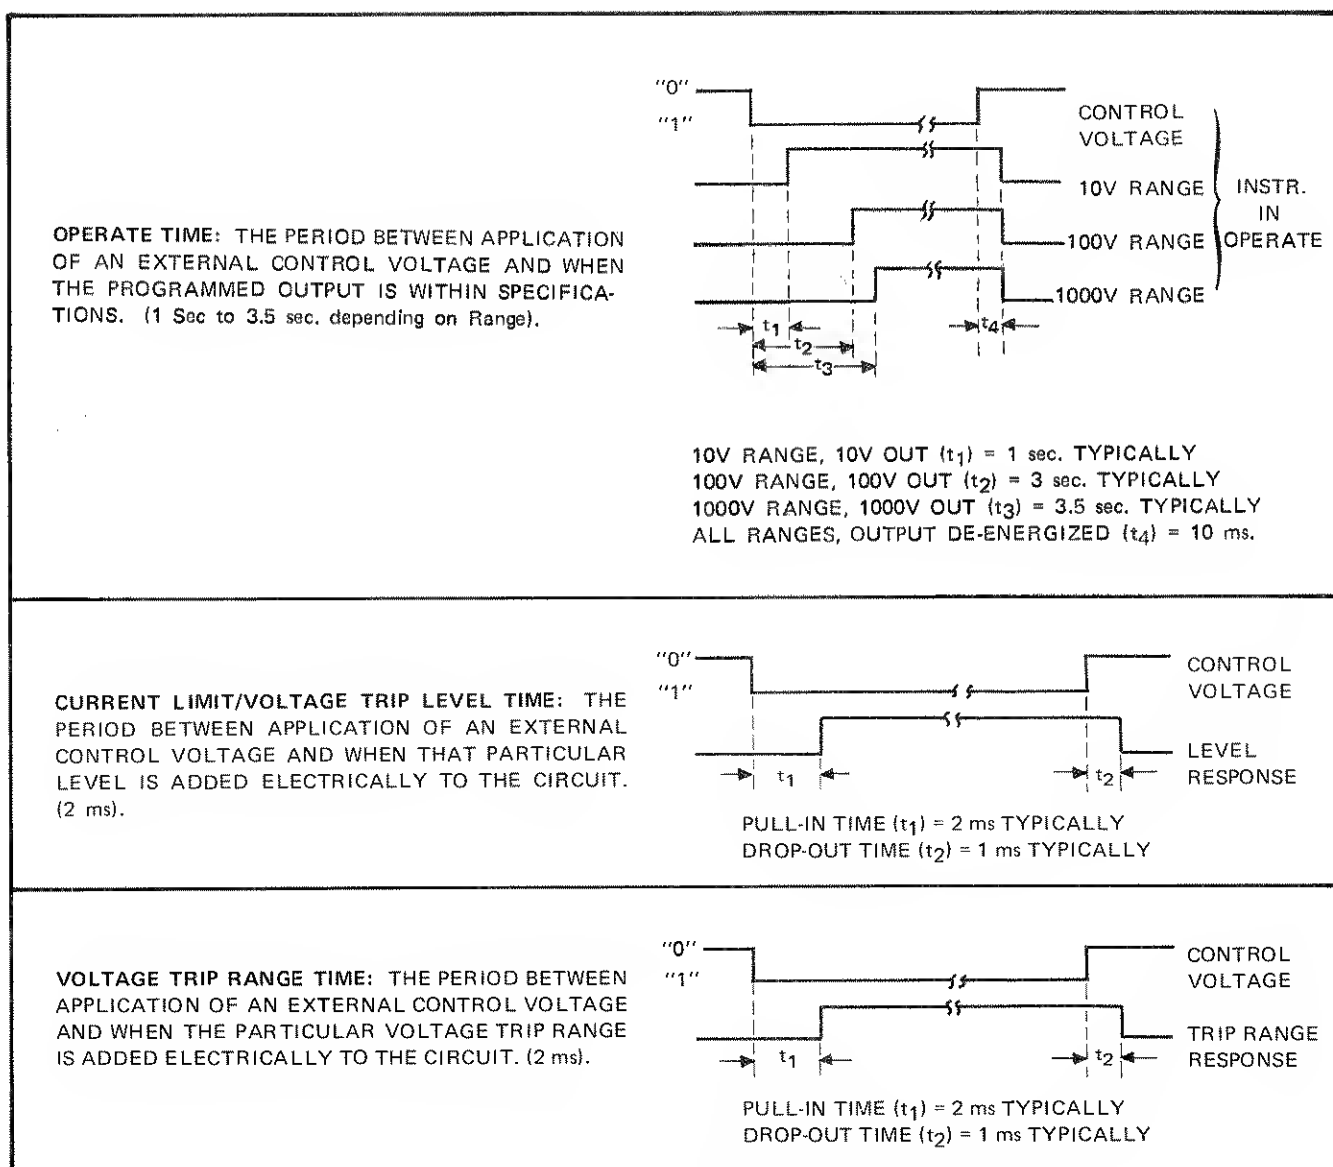 "0"
"1"
CONTROL
VOLTAGE
10V RANGE
100V RANGE
1000V RANGE
INSTR.
IN
OPERATE
t1
t2
t3
t4
OPERATE TIME: THE PERIOD BETWEEN APPLICATION
OF AN EXTERNAL CONTROL VOLTAGE AND WHEN
THE PROGRAMMED OUTPUT IS WITHIN SPECIFICA-
TIONS. (1 Sec to 3.5 sec. depending on Range).
10V RANGE, 10V OUT (t1) = 1 sec. TYPICALLY
100V RANGE, 100V OUT (t2) = 3 sec. TYPICALLY
1000V RANGE, 1000V OUT (t3) = 3.5 sec. TYPICALLY
ALL RANGES, OUTPUT DE-ENERGIZED (t4) = 10 ms.
CURRENT LIMIT/VOLTAGE TRIP LEVEL TIME: THE
PERIOD BETWEEN APPLICATION OF AN EXTERNAL
CONTROL VOLTAGE AND WHEN THAT PARTICULAR
LEVEL IS ADDED ELECTRICALLY TO THE CIRCUIT.
(2 ms).
"0"
"1"
CONTROL
VOLTAGE
LEVEL
RESPONSE
t1
t2
PULL-IN TIME (t1) = 2 ms TYPICALLY
DROP-OUT TIME (t2) = 1 ms TYPICALLY
VOLTAGE TRIP RANGE TIME: THE PERIOD BETWEEN
APPLICATION OF AN EXTERNAL CONTROL VOLTAGE
AND WHEN THE PARTICULAR VOLTAGE TRIP RANGE
IS ADDED ELECTRICALLY TO THE CIRCUIT. (2 ms).
"0"
"1"
CONTROL
VOLTAGE
TRIP RANGE
RESPONSE
t1
t2
PULL-IN TIME (t1) = 2 ms TYPICALLY
DROP-OUT TIME (t2) = 1 ms TYPICALLY